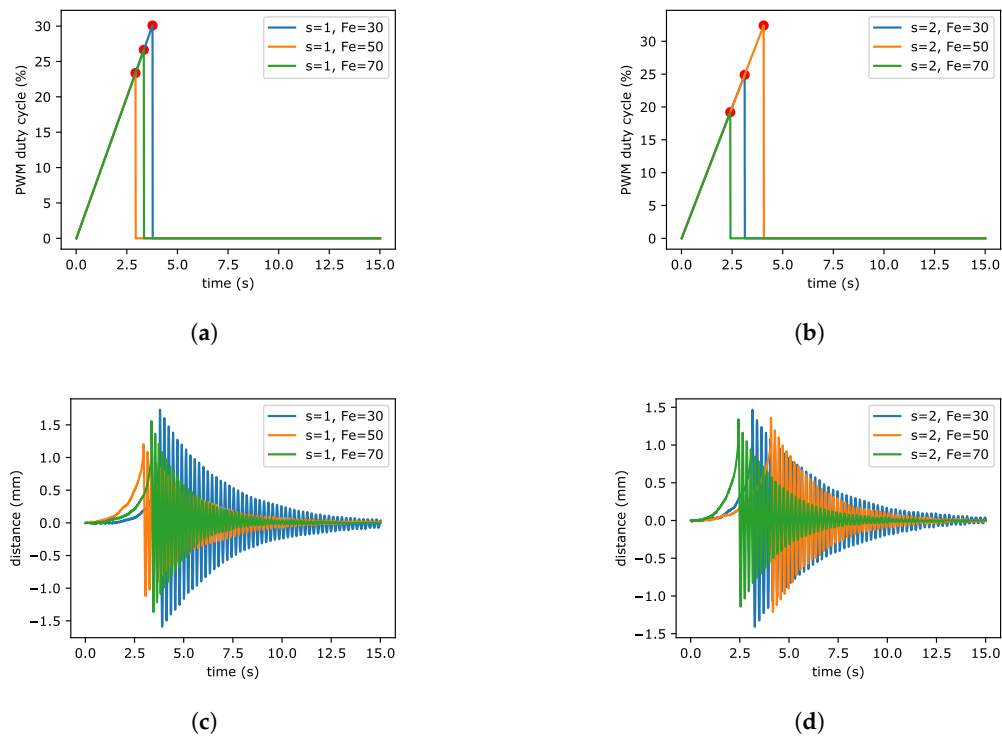 30
25
20
15
10
5
0
PWM duty cycle (%)
s=1, Fe=30
s=1, Fe=50
s=1, Fe=70
0.0 2.5 5.0 7.5 10.0 12.5 15.0
time (s)
(a)
30
25
20
15
10
5
0
PWM duty cycle (%)
s=2, Fe=30
s=2, Fe=50
s=2, Fe=70
0.0 2.5 5.0 7.5 10.0 12.5 15.0
time (s)
(b)
1.5
1.0
0.5
0.0
−0.5
−1.0
−1.5
distance (mm)
s=1, Fe=30
s=1, Fe=50
s=1, Fe=70
0.0 2.5 5.0 7.5 10.0 12.5 15.0
time (s)
(c)
1.5
1.0
0.5
0.0
−0.5
−1.0
−1.5
distance (mm)
s=2, Fe=30
s=2, Fe=50
s=2, Fe=70
0.0 2.5 5.0 7.5 10.0 12.5 15.0
time (s)
(d)